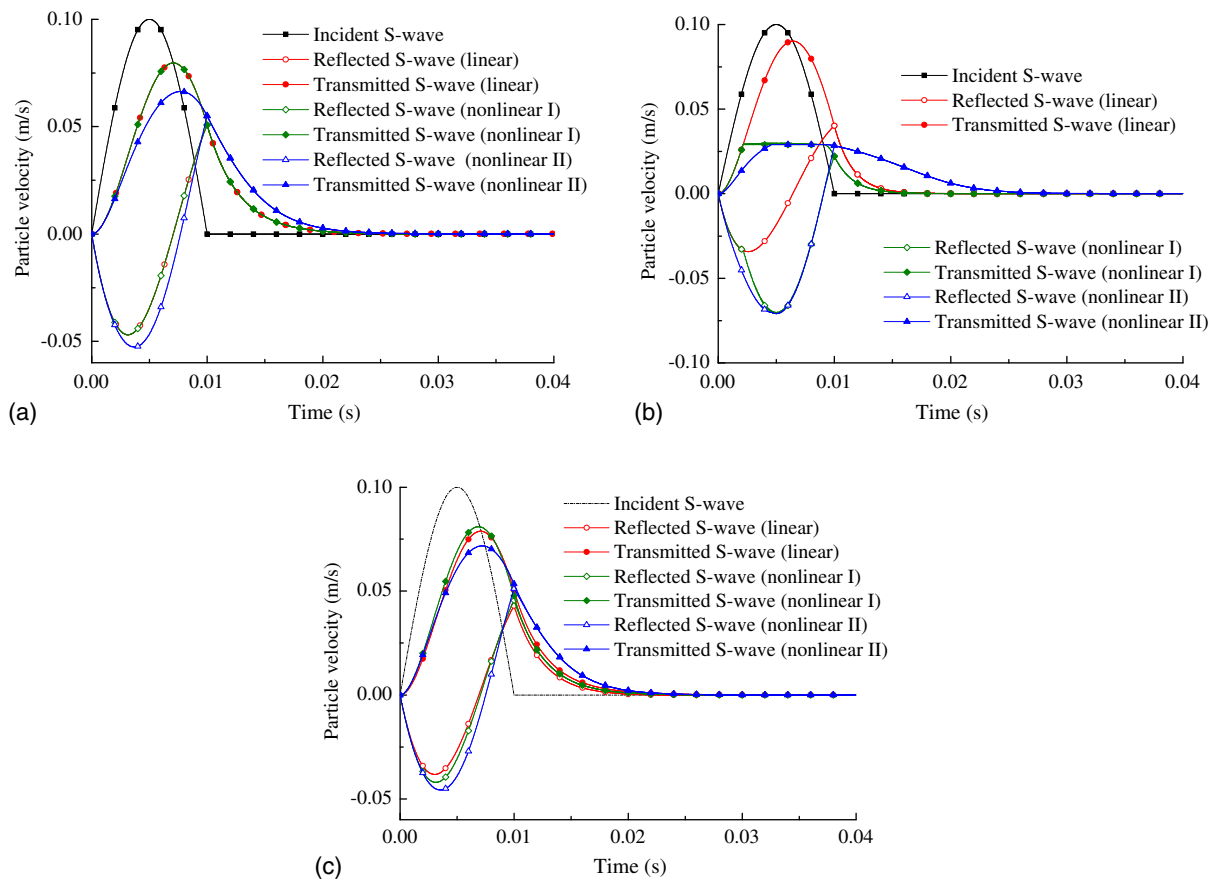 0.10
0.05
0.00
-0.05
Particle velocity (m/s)
Incident S-wave
Reflected S-wave (linear)
Transmitted S-wave (linear)
Reflected S-wave (nonlinear I)
Transmitted S-wave (nonlinear I)
Reflected S-wave (nonlinear II)
Transmitted S-wave (nonlinear II)
0.00 0.01 0.02 0.03 0.04
Time (s)
(a)
0.10
0.05
0.00
-0.05
-0.10
Particle velocity (m/s)
Incident S-wave
Reflected S-wave (linear)
Transmitted S-wave (linear)
Reflected S-wave (nonlinear I)
Transmitted S-wave (nonlinear I)
Reflected S-wave (nonlinear II)
Transmitted S-wave (nonlinear II)
0.00 0.01 0.02 0.03 0.04
Time (s)
(b)
0.10
0.05
0.00
-0.05
Particle velocity (m/s)
Incident S-wave
Reflected S-wave (linear)
Transmitted S-wave (linear)
Reflected S-wave (nonlinear I)
Transmitted S-wave (nonlinear I)
Reflected S-wave (nonlinear II)
Transmitted S-wave (nonlinear II)
0.00 0.01 0.02 0.03 0.04
Time (s)
(c)